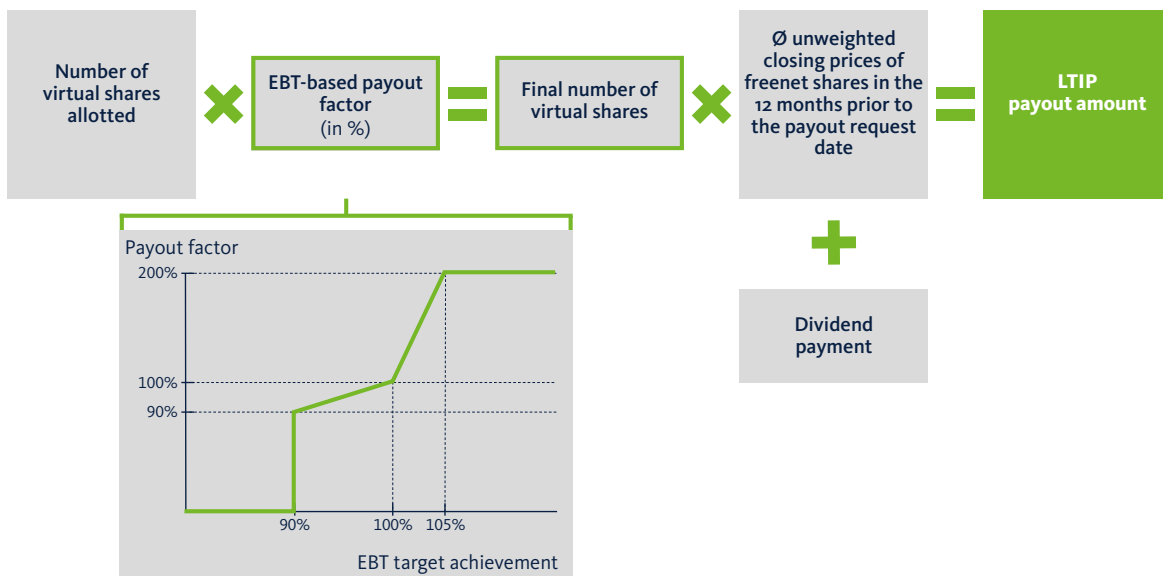 Number of
virtual shares
allotted
EBT-based payout
factor
(in %)
Final number of
virtual shares
Ø unweighted
closing prices of
freenet shares in the
12 months prior to
the payout request
date
LTIP
payout amount
Dividend
payment
Payout factor
200%
100%
90%
90%
100%
105%
EBT target achievement